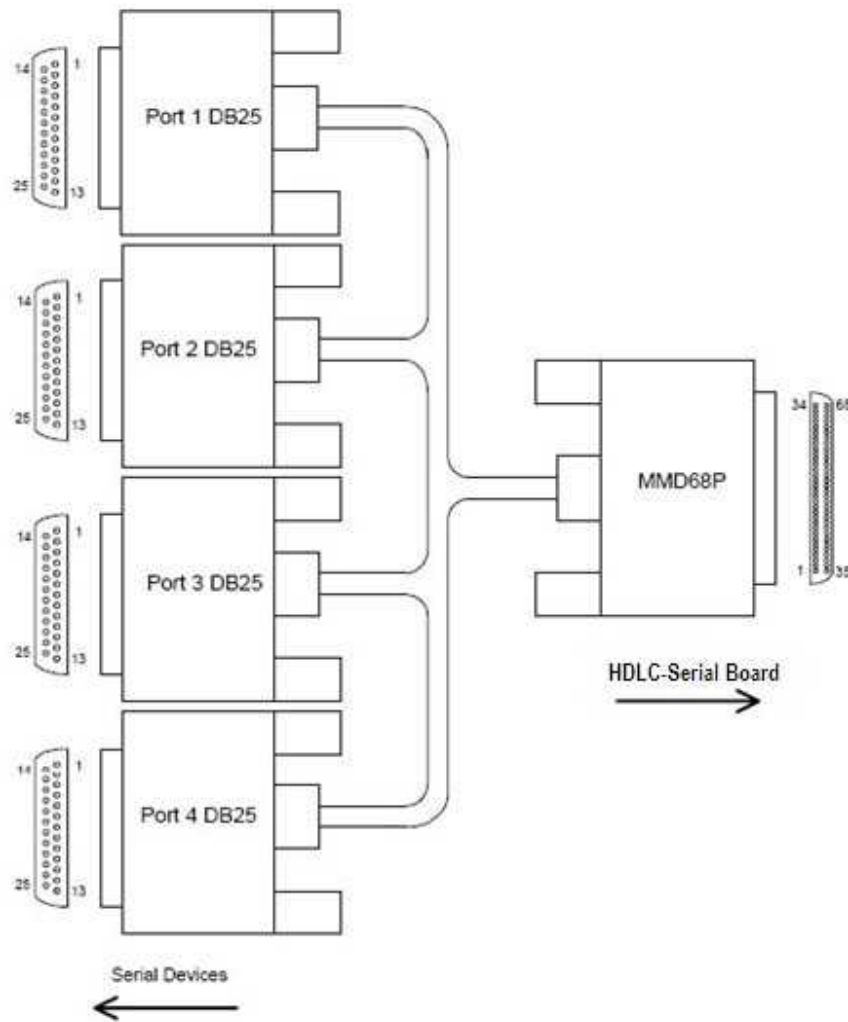 14
1
Port 1 DB25
25
13
14
1
Port 2 DB25
25
13
34
68
MMD68P
1
35
14
1
Port 3 DB25
25
13
HDLC-Serial Board
14
1
Port 4 DB25
25
13
Serial Devices